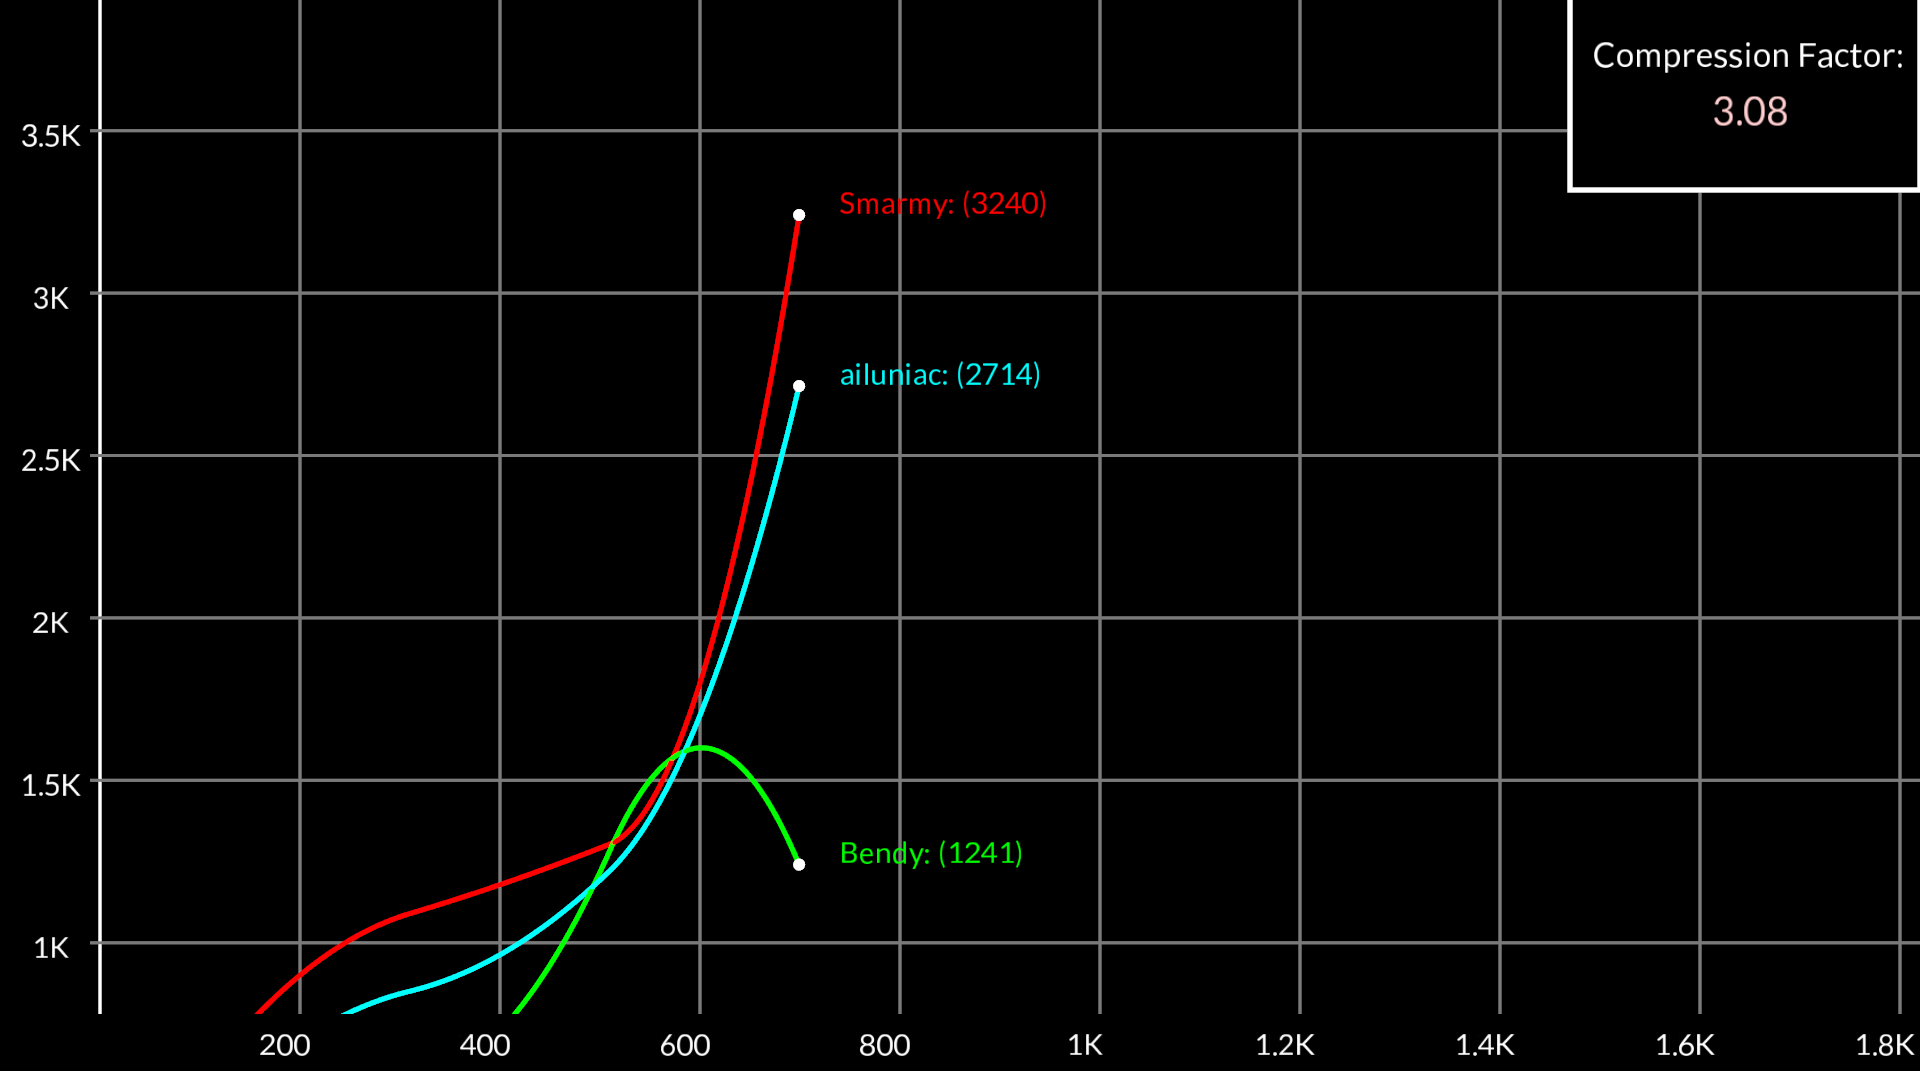 Compression Factor:
3.08
3.5K
Smarmy: (3240)
3K
ailuniac: (2714)
2.5K
2K
1.5K
Bendy: (1241)
1K
200 400 600 800 1K 1.2K 1.4K 1.6K 1.8K